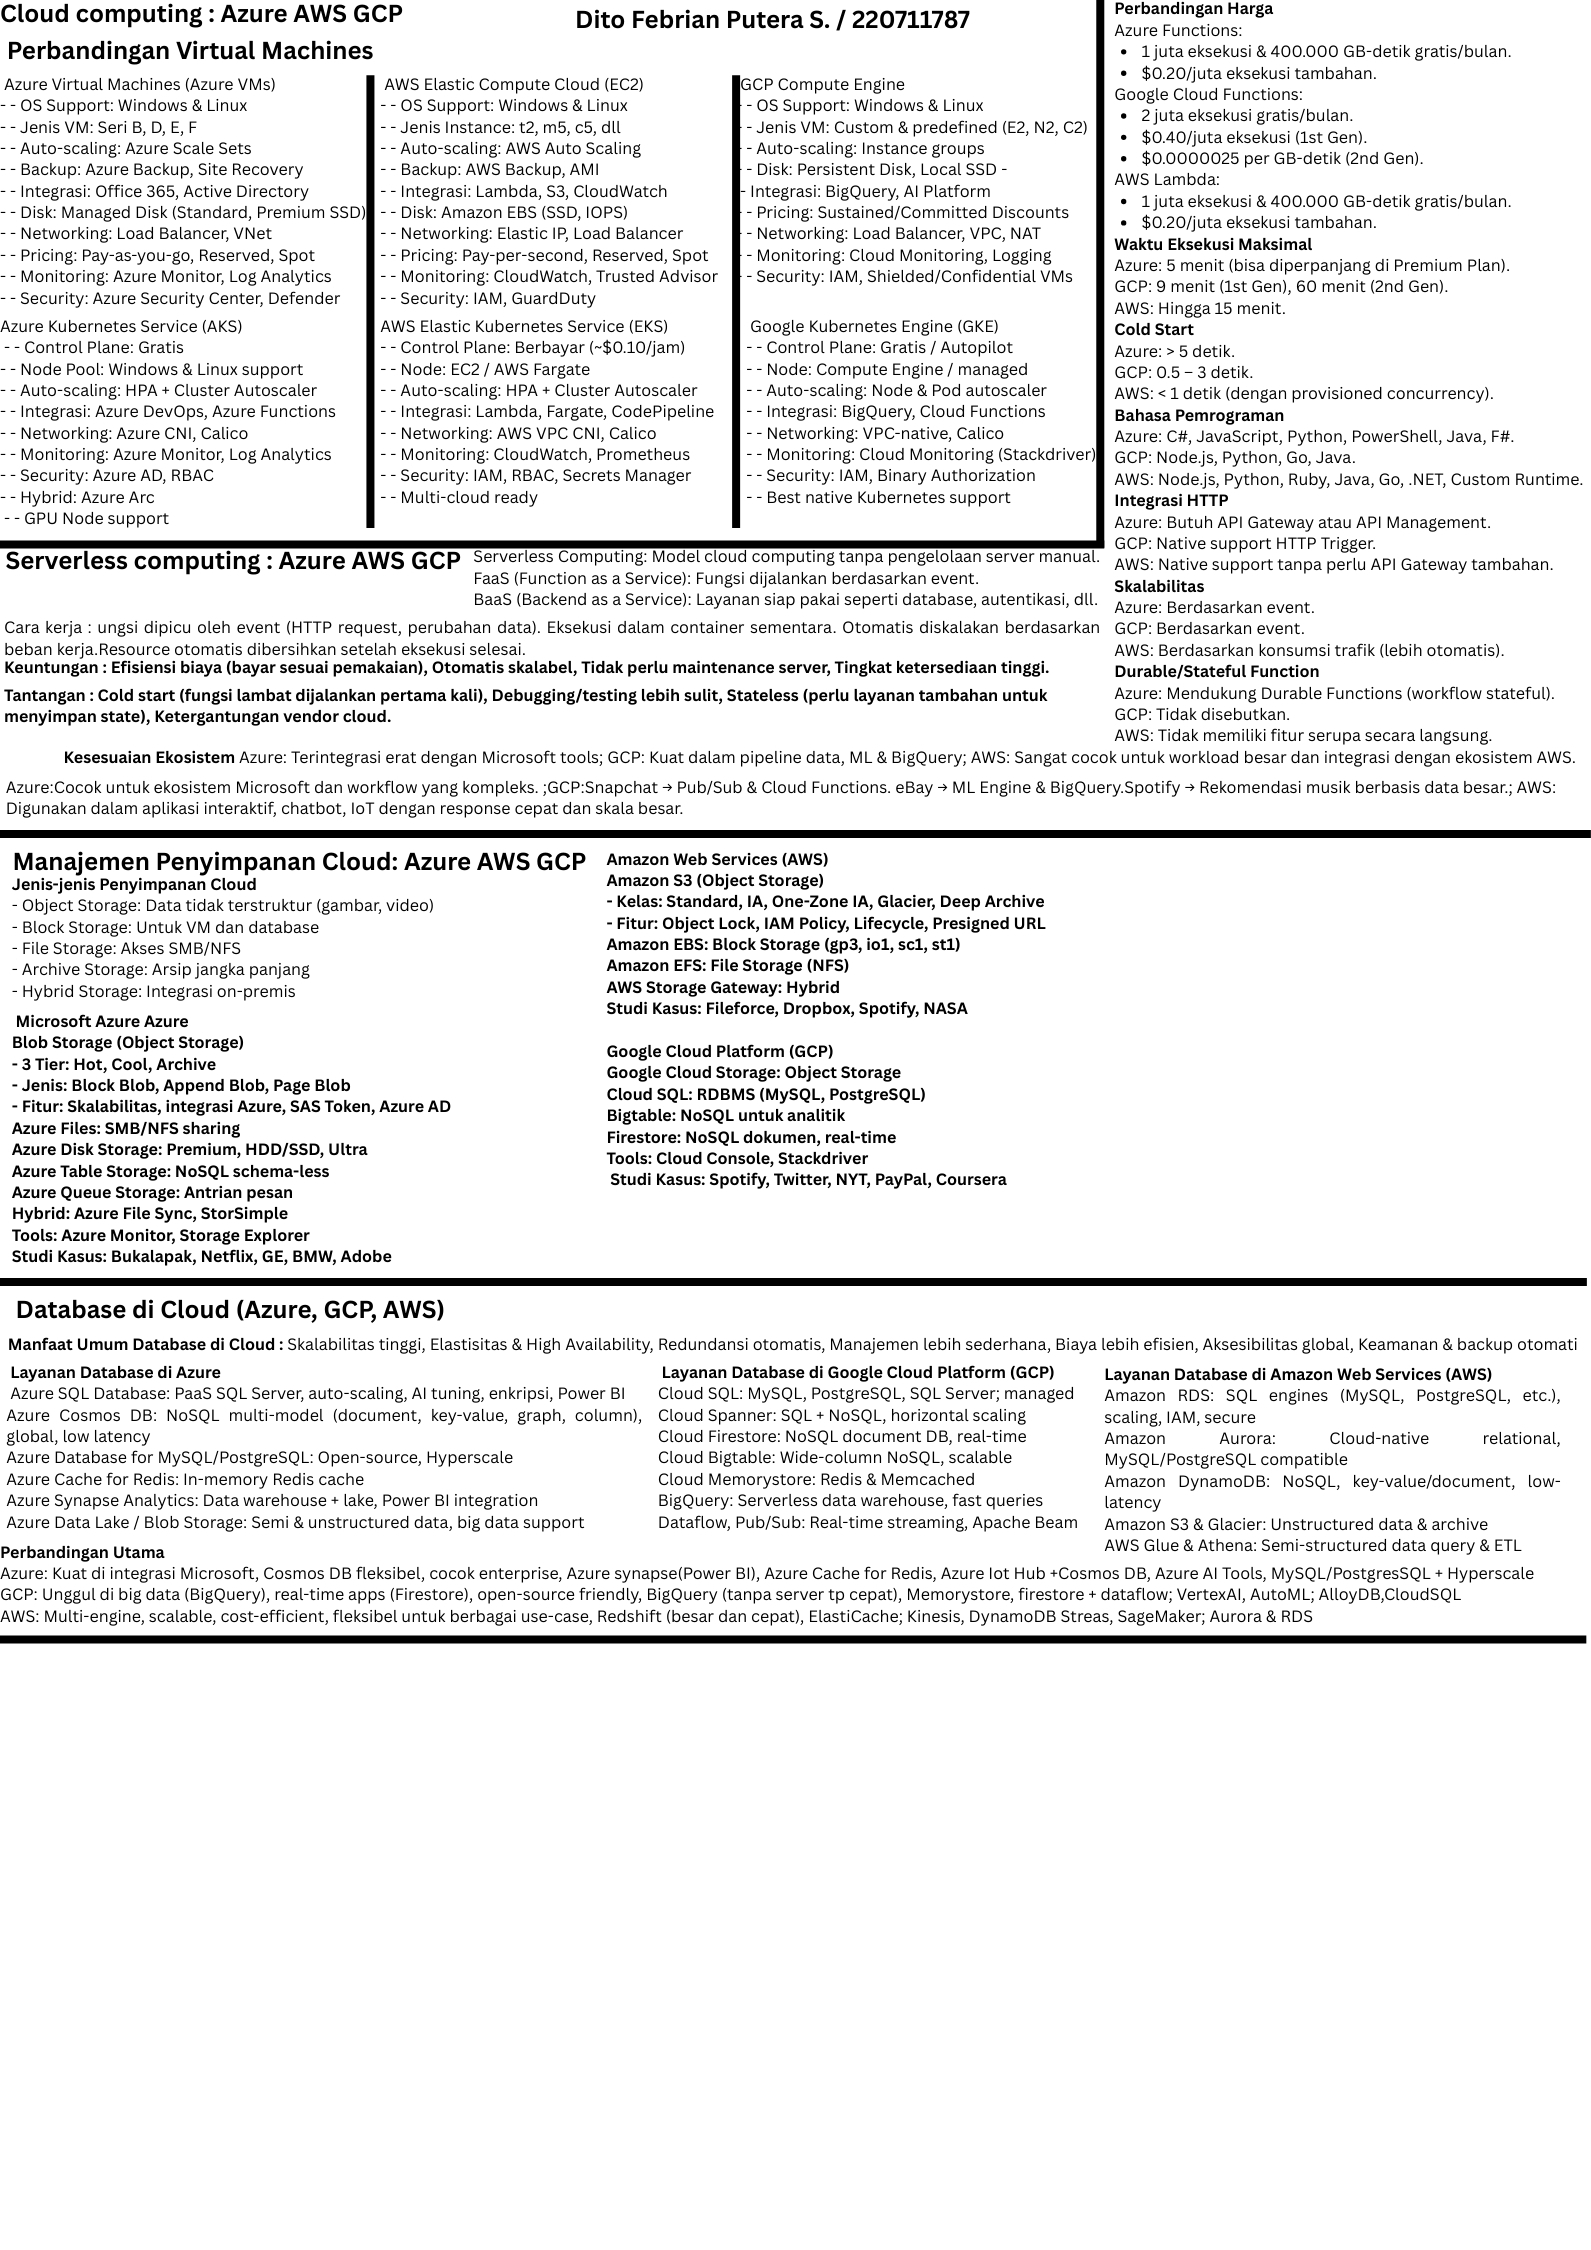 Cloud computing : Azure AWS GCP
Dito Febrian Putera S. / 220711787
Perbandingan Virtual Machines
Azure Virtual Machines (Azure VMs)
- - OS Support: Windows & Linux
- - Jenis VM: Seri B, D, E, F
- - Auto-scaling: Azure Scale Sets
- - Backup: Azure Backup, Site Recovery
- - Integrasi: Office 365, Active Directory
- - Disk: Managed Disk (Standard, Premium SSD)
- - Networking: Load Balancer, VNet
- - Pricing: Pay-as-you-go, Reserved, Spot
- - Monitoring: Azure Monitor, Log Analytics
- - Security: Azure Security Center, Defender
AWS Elastic Compute Cloud (EC2)
- - OS Support: Windows & Linux
- - Jenis Instance: t2, m5, c5, dll
- - Auto-scaling: AWS Auto Scaling
- - Backup: AWS Backup, AMI
- - Integrasi: Lambda, S3, CloudWatch
- - Disk: Amazon EBS (SSD, IOPS)
- - Networking: Elastic IP, Load Balancer
- - Pricing: Pay-per-second, Reserved, Spot
- - Monitoring: CloudWatch, Trusted Advisor
- - Security: IAM, GuardDuty
GCP Compute Engine
- - OS Support: Windows & Linux
- - Jenis VM: Custom & predefined (E2, N2, C2)
- - Auto-scaling: Instance groups
- - Disk: Persistent Disk, Local SSD -
- Integrasi: BigQuery, AI Platform
- - Pricing: Sustained/Committed Discounts
- - Networking: Load Balancer, VPC, NAT
- - Monitoring: Cloud Monitoring, Logging
- - Security: IAM, Shielded/Confidential VMs
Azure Kubernetes Service (AKS)
- - Control Plane: Gratis
- - Node Pool: Windows & Linux support
- - Auto-scaling: HPA + Cluster Autoscaler
- - Integrasi: Azure DevOps, Azure Functions
- - Networking: Azure CNI, Calico
- - Monitoring: Azure Monitor, Log Analytics
- - Security: Azure AD, RBAC
- - Hybrid: Azure Arc
- - GPU Node support
AWS Elastic Kubernetes Service (EKS)
- - Control Plane: Berbayar (~$0.10/jam)
- - Node: EC2 / AWS Fargate
- - Auto-scaling: HPA + Cluster Autoscaler
- - Integrasi: Lambda, Fargate, CodePipeline
- - Networking: AWS VPC CNI, Calico
- - Monitoring: CloudWatch, Prometheus
- - Security: IAM, RBAC, Secrets Manager
- - Multi-cloud ready
Google Kubernetes Engine (GKE)
- - Control Plane: Gratis / Autopilot
- - Node: Compute Engine / managed
- - Auto-scaling: Node & Pod autoscaler
- - Integrasi: BigQuery, Cloud Functions
- - Networking: VPC-native, Calico
- - Monitoring: Cloud Monitoring (Stackdriver)
- - Security: IAM, Binary Authorization
- - Best native Kubernetes support
Perbandingan Harga
Azure Functions:
• 1 juta eksekusi & 400.000 GB-detik gratis/bulan.
• $0.20/juta eksekusi tambahan.
Google Cloud Functions:
• 2 juta eksekusi gratis/bulan.
• $0.40/juta eksekusi (1st Gen).
• $0.0000025 per GB-detik (2nd Gen).
AWS Lambda:
• 1 juta eksekusi & 400.000 GB-detik gratis/bulan.
• $0.20/juta eksekusi tambahan.
Waktu Eksekusi Maksimal
Azure: 5 menit (bisa diperpanjang di Premium Plan).
GCP: 9 menit (1st Gen), 60 menit (2nd Gen).
AWS: Hingga 15 menit.
Cold Start
Azure: > 5 detik.
GCP: 0.5 – 3 detik.
AWS: < 1 detik (dengan provisioned concurrency).
Bahasa Pemrograman
Azure: C#, JavaScript, Python, PowerShell, Java, F#.
GCP: Node.js, Python, Go, Java.
AWS: Node.js, Python, Ruby, Java, Go, .NET, Custom Runtime.
Integrasi HTTP
Azure: Butuh API Gateway atau API Management.
GCP: Native support HTTP Trigger.
AWS: Native support tanpa perlu API Gateway tambahan.
Skalabilitas
Azure: Berdasarkan event.
GCP: Berdasarkan event.
AWS: Berdasarkan konsumsi trafik (lebih otomatis).
Durable/Stateful Function
Azure: Mendukung Durable Functions (workflow stateful).
GCP: Tidak disebutkan.
AWS: Tidak memiliki fitur serupa secara langsung.
Serverless computing : Azure AWS GCP
Serverless Computing: Model cloud computing tanpa pengelolaan server manual.
FaaS (Function as a Service): Fungsi dijalankan berdasarkan event.
BaaS (Backend as a Service): Layanan siap pakai seperti database, autentikasi, dll.
Cara kerja : ungsi dipicu oleh event (HTTP request, perubahan data). Eksekusi dalam container sementara. Otomatis diskalakan berdasarkan
beban kerja.Resource otomatis dibersihkan setelah eksekusi selesai.
Keuntungan : Efisiensi biaya (bayar sesuai pemakaian), Otomatis skalabel, Tidak perlu maintenance server, Tingkat ketersediaan tinggi.
Tantangan : Cold start (fungsi lambat dijalankan pertama kali), Debugging/testing lebih sulit, Stateless (perlu layanan tambahan untuk
menyimpan state), Ketergantungan vendor cloud.
Kesesuaian Ekosistem Azure: Terintegrasi erat dengan Microsoft tools; GCP: Kuat dalam pipeline data, ML & BigQuery; AWS: Sangat cocok untuk workload besar dan integrasi dengan ekosistem AWS.
Azure:Cocok untuk ekosistem Microsoft dan workflow yang kompleks. ;GCP:Snapchat → Pub/Sub & Cloud Functions. eBay → ML Engine & BigQuery.Spotify → Rekomendasi musik berbasis data besar.; AWS:
Digunakan dalam aplikasi interaktif, chatbot, IoT dengan response cepat dan skala besar.
Manajemen Penyimpanan Cloud: Azure AWS GCP
Jenis-jenis Penyimpanan Cloud
- Object Storage: Data tidak terstruktur (gambar, video)
- Block Storage: Untuk VM dan database
- File Storage: Akses SMB/NFS
- Archive Storage: Arsip jangka panjang
- Hybrid Storage: Integrasi on-premis
Microsoft Azure Azure
Blob Storage (Object Storage)
- 3 Tier: Hot, Cool, Archive
- Jenis: Block Blob, Append Blob, Page Blob
- Fitur: Skalabilitas, integrasi Azure, SAS Token, Azure AD
Azure Files: SMB/NFS sharing
Azure Disk Storage: Premium, HDD/SSD, Ultra
Azure Table Storage: NoSQL schema-less
Azure Queue Storage: Antrian pesan
Hybrid: Azure File Sync, StorSimple
Tools: Azure Monitor, Storage Explorer
Studi Kasus: Bukalapak, Netflix, GE, BMW, Adobe
Amazon Web Services (AWS)
Amazon S3 (Object Storage)
- Kelas: Standard, IA, One-Zone IA, Glacier, Deep Archive
- Fitur: Object Lock, IAM Policy, Lifecycle, Presigned URL
Amazon EBS: Block Storage (gp3, io1, sc1, st1)
Amazon EFS: File Storage (NFS)
AWS Storage Gateway: Hybrid
Studi Kasus: Fileforce, Dropbox, Spotify, NASA
Google Cloud Platform (GCP)
Google Cloud Storage: Object Storage
Cloud SQL: RDBMS (MySQL, PostgreSQL)
Bigtable: NoSQL untuk analitik
Firestore: NoSQL dokumen, real-time
Tools: Cloud Console, Stackdriver
Studi Kasus: Spotify, Twitter, NYT, PayPal, Coursera
Database di Cloud (Azure, GCP, AWS)
Manfaat Umum Database di Cloud : Skalabilitas tinggi, Elastisitas & High Availability, Redundansi otomatis, Manajemen lebih sederhana, Biaya lebih efisien, Aksesibilitas global, Keamanan & backup otomati
Layanan Database di Azure
Azure SQL Database: PaaS SQL Server, auto-scaling, AI tuning, enkripsi, Power BI
Azure Cosmos DB: NoSQL multi-model (document, key-value, graph, column),
global, low latency
Azure Database for MySQL/PostgreSQL: Open-source, Hyperscale
Azure Cache for Redis: In-memory Redis cache
Azure Synapse Analytics: Data warehouse + lake, Power BI integration
Azure Data Lake / Blob Storage: Semi & unstructured data, big data support
Layanan Database di Google Cloud Platform (GCP)
Cloud SQL: MySQL, PostgreSQL, SQL Server; managed
Cloud Spanner: SQL + NoSQL, horizontal scaling
Cloud Firestore: NoSQL document DB, real-time
Cloud Bigtable: Wide-column NoSQL, scalable
Cloud Memorystore: Redis & Memcached
BigQuery: Serverless data warehouse, fast queries
Dataflow, Pub/Sub: Real-time streaming, Apache Beam
Layanan Database di Amazon Web Services (AWS)
Amazon RDS: SQL engines (MySQL, PostgreSQL, etc.),
scaling, IAM, secure
Amazon Aurora: Cloud-native relational,
MySQL/PostgreSQL compatible
Amazon DynamoDB: NoSQL, key-value/document, low-
latency
Amazon S3 & Glacier: Unstructured data & archive
AWS Glue & Athena: Semi-structured data query & ETL
Perbandingan Utama
Azure: Kuat di integrasi Microsoft, Cosmos DB fleksibel, cocok enterprise, Azure synapse(Power BI), Azure Cache for Redis, Azure Iot Hub +Cosmos DB, Azure AI Tools, MySQL/PostgresSQL + Hyperscale
GCP: Unggul di big data (BigQuery), real-time apps (Firestore), open-source friendly, BigQuery (tanpa server tp cepat), Memorystore, firestore + dataflow; VertexAI, AutoML; AlloyDB,CloudSQL
AWS: Multi-engine, scalable, cost-efficient, fleksibel untuk berbagai use-case, Redshift (besar dan cepat), ElastiCache; Kinesis, DynamoDB Streas, SageMaker; Aurora & RDS